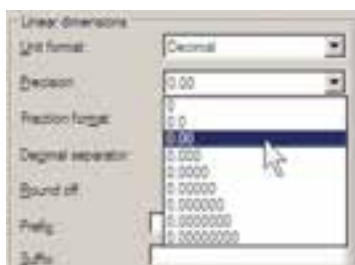 Linear dimensions
Unit format: Decimal
Precision 0.00
0
Fraction format 0.0
0.00
Decimal separator: 0.000
0.0000
Round off: 0.00000
0.000000
Prefix: 0.0000000
0.00000000
Suffix: